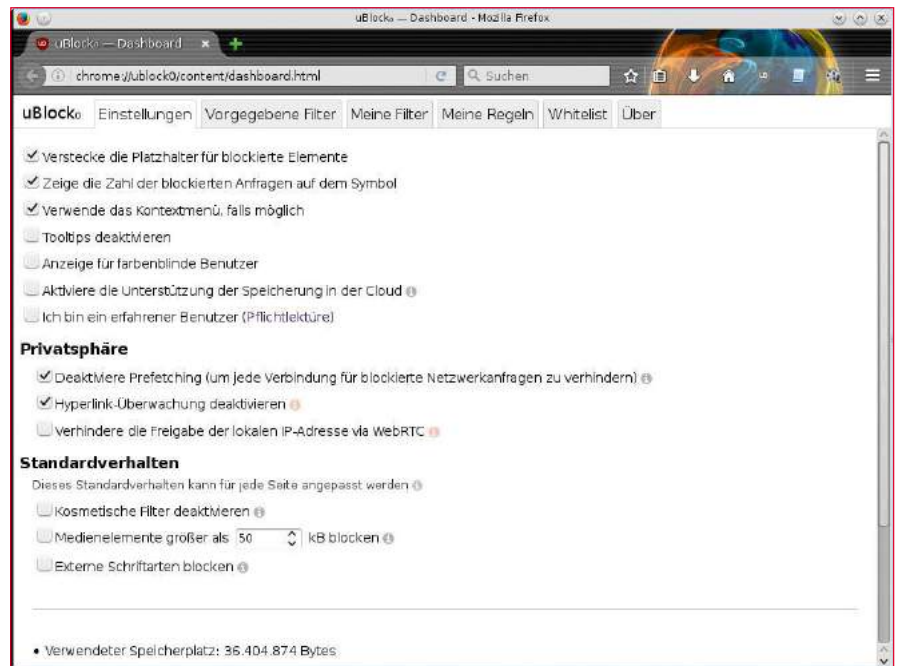 uBlock₀ — Dashboard - Mozilla Firefox
uBlock₀ — Dashboard
chrome://ublock0/content/dashboard.html
Suchen
uBlock₀ Einstellungen Vorgegebene Filter Meine Filter Meine Regeln Whitelist Über
Verstecke die Platzhalter für blockierte Elemente
Zeige die Zahl der blockierten Anfragen auf dem Symbol
Verwende das Kontextmenü, falls möglich
Tooltips deaktivieren
Anzeige für farbenblinde Benutzer
Aktiviere die Unterstützung der Speicherung in der Cloud
Ich bin ein erfahrener Benutzer (Pflichtlektüre)
Privatsphäre
Deaktiviere Prefetching (um jede Verbindung für blockierte Netzwerkanfragen zu verhindern)
Hyperlink-Überwachung deaktivieren
Verhindere die Freigabe der lokalen IP-Adresse via WebRTC
Standardverhalten
Dieses Standardverhalten kann für jede Seite angepasst werden
Kosmetische Filter deaktivieren
Medienelemente größer als 50 kB blocken
Externe Schriftarten blocken
• Verwendeter Speicherplatz: 36.404.874 Bytes